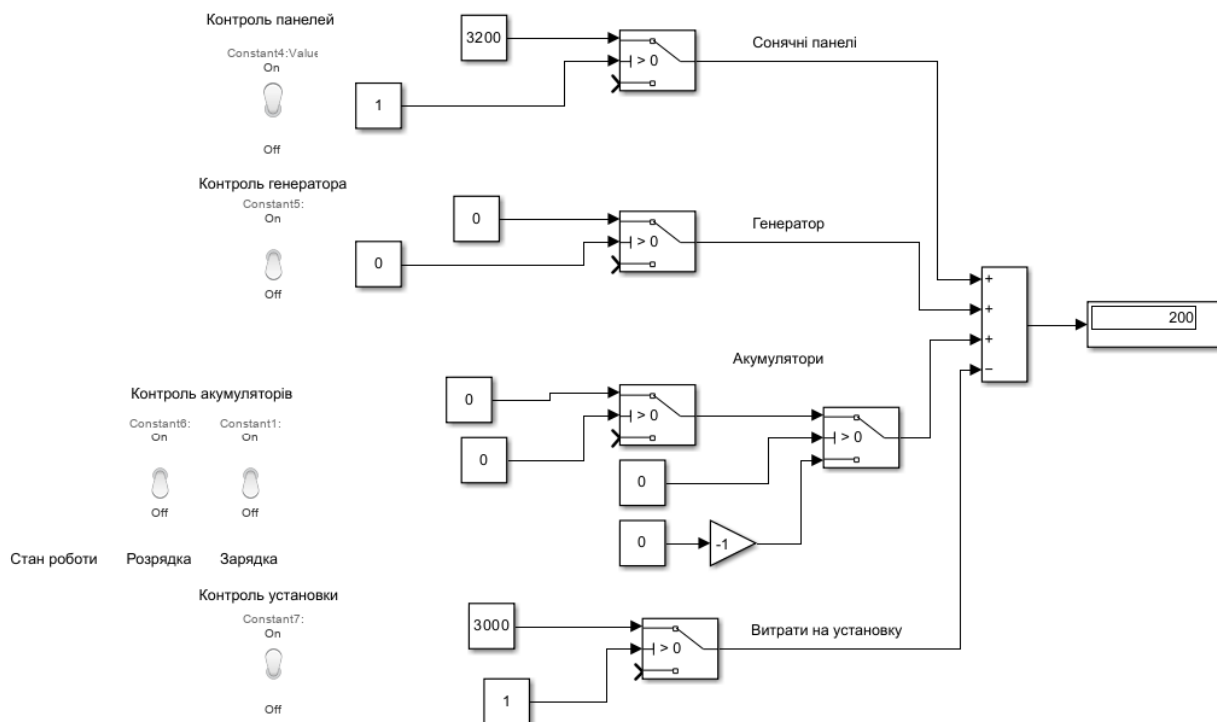 Контроль панелей
Constant4:Value
On
Off
3200
1
> 0
Сонячні панелі
Контроль генератора
Constant5:
On
Off
0
0
> 0
Генератор
+
+
+
−
200
Акумулятори
Контроль акумуляторів
Constant6:
On
Off
Constant1:
On
Off
0
0
> 0
0
> 0
0
-1
Стан роботи
Розрядка
Зарядка
Контроль установки
Constant7:
On
Off
3000
1
> 0
Витрати на установку